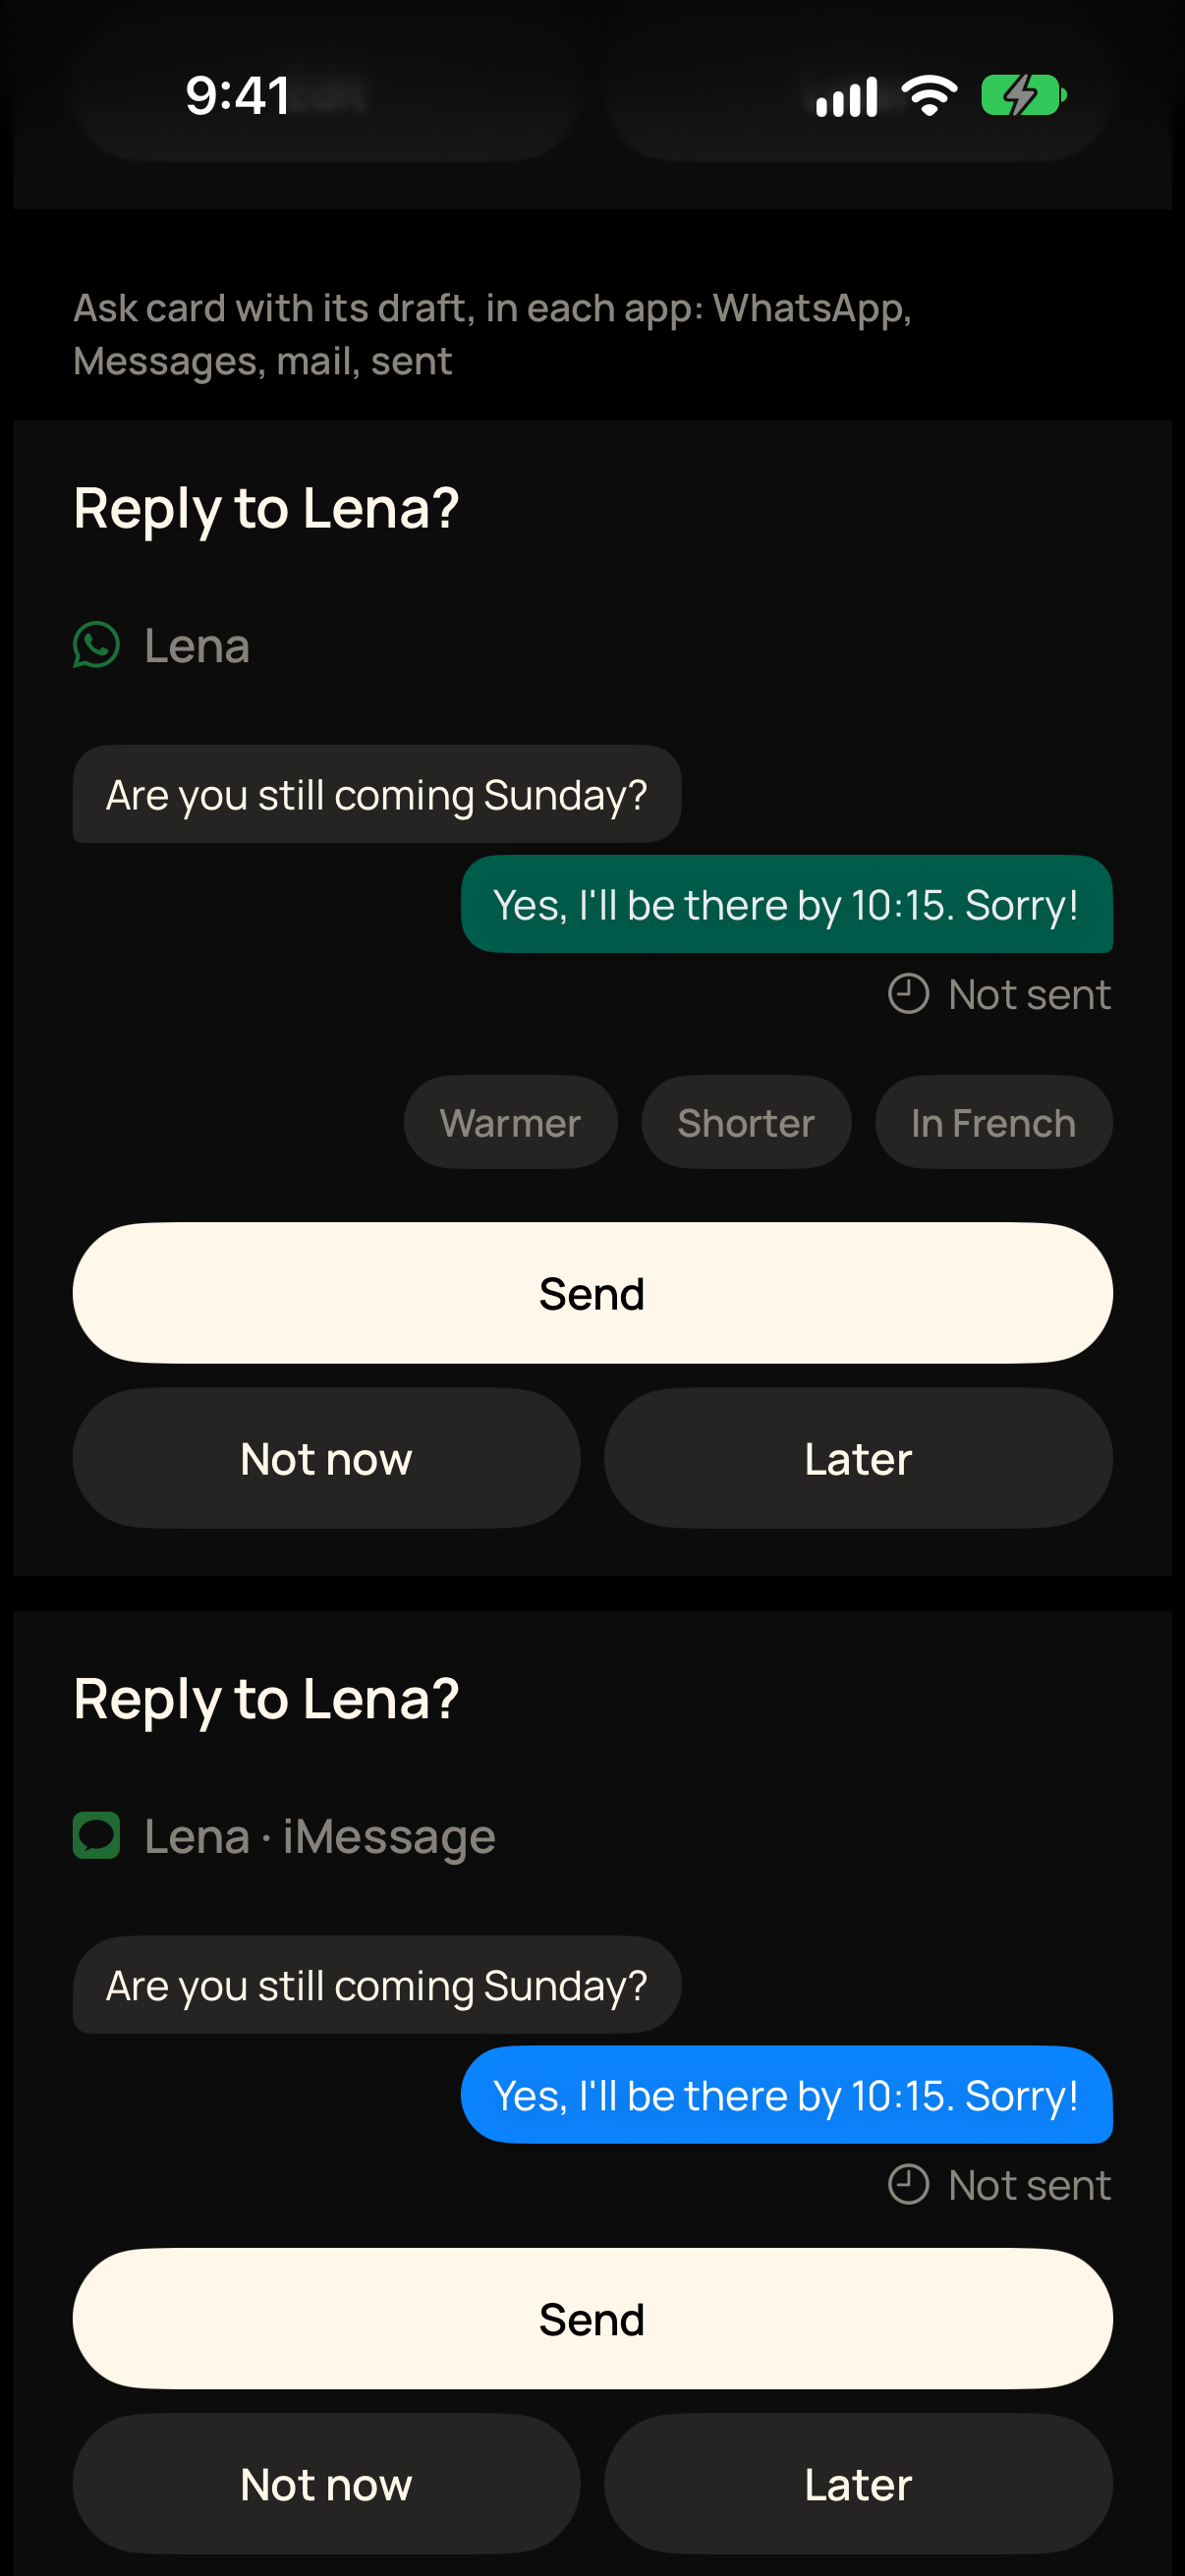 9:41
Ask card with its draft, in each app: WhatsApp,
Messages, mail, sent
Reply to Lena?
Lena
Are you still coming Sunday?
Yes, I'll be there by 10:15. Sorry!
Not sent
Warmer Shorter In French
Send
Not now Later
Reply to Lena?
Lena · iMessage
Are you still coming Sunday?
Yes, I'll be there by 10:15. Sorry!
Not sent
Send
Not now Later